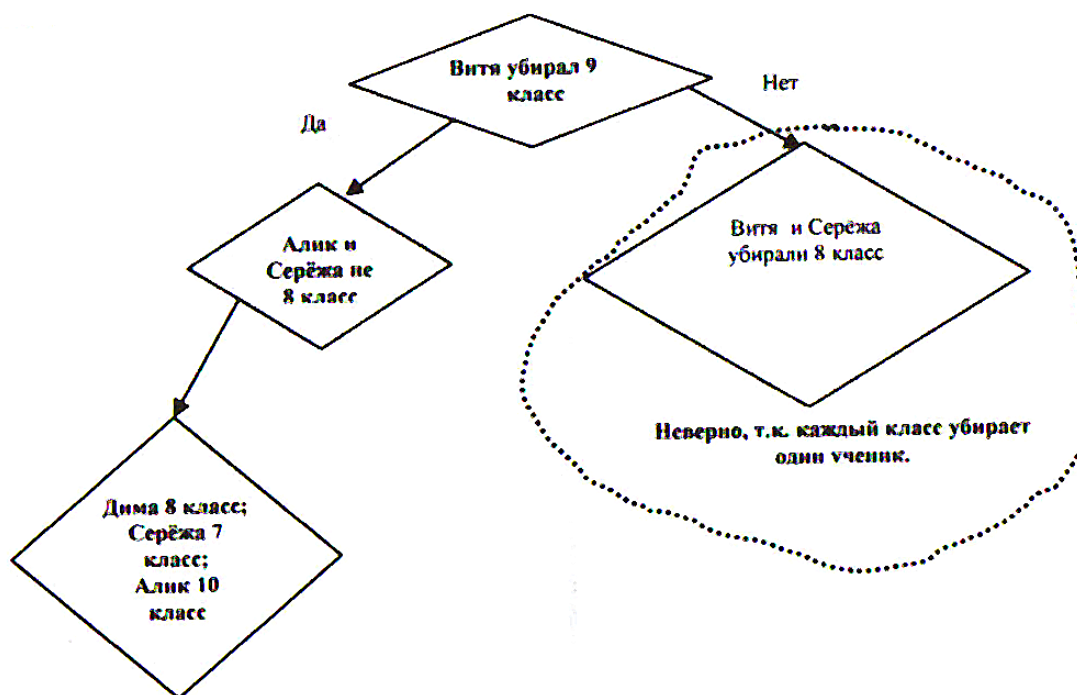 Витя убирал 9
класс
Нет
Да
Алик и
Серёжа не
8 класс
Витя и Серёжа
убирали 8 класс
Неверно, т.к. каждый класс убирает
один ученик.
Дима 8 класс;
Серёжа 7
класс;
Алик 10
класс